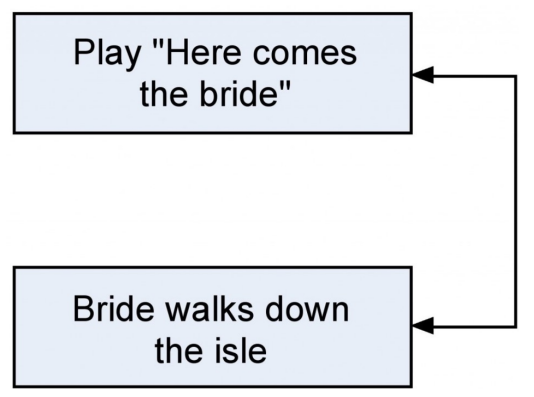 Play "Here comes
the bride"
Bride walks down
the isle